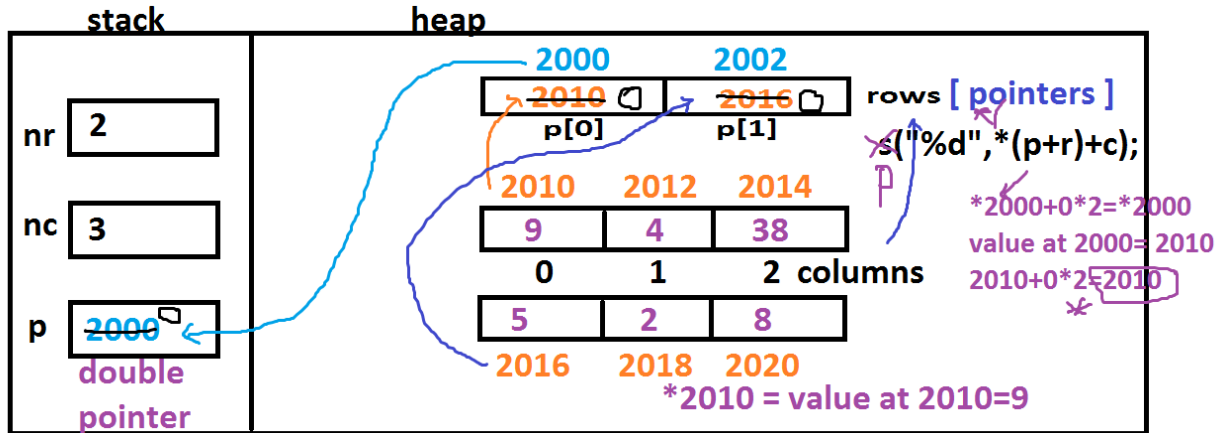 stack heap
2000 2002
2010 2016 rows [ pointers ]
nr 2 p[0] p[1]
s("%d",*(p+r)+c);
p
2010 2012 2014
*2000+0*2=*2000
nc 3 9 4 38
value at 2000= 2010
0 1 2 columns
2010+0*2=2010
*
p 2000 5 2 8
double
pointer
2016 2018 2020
*2010 = value at 2010=9